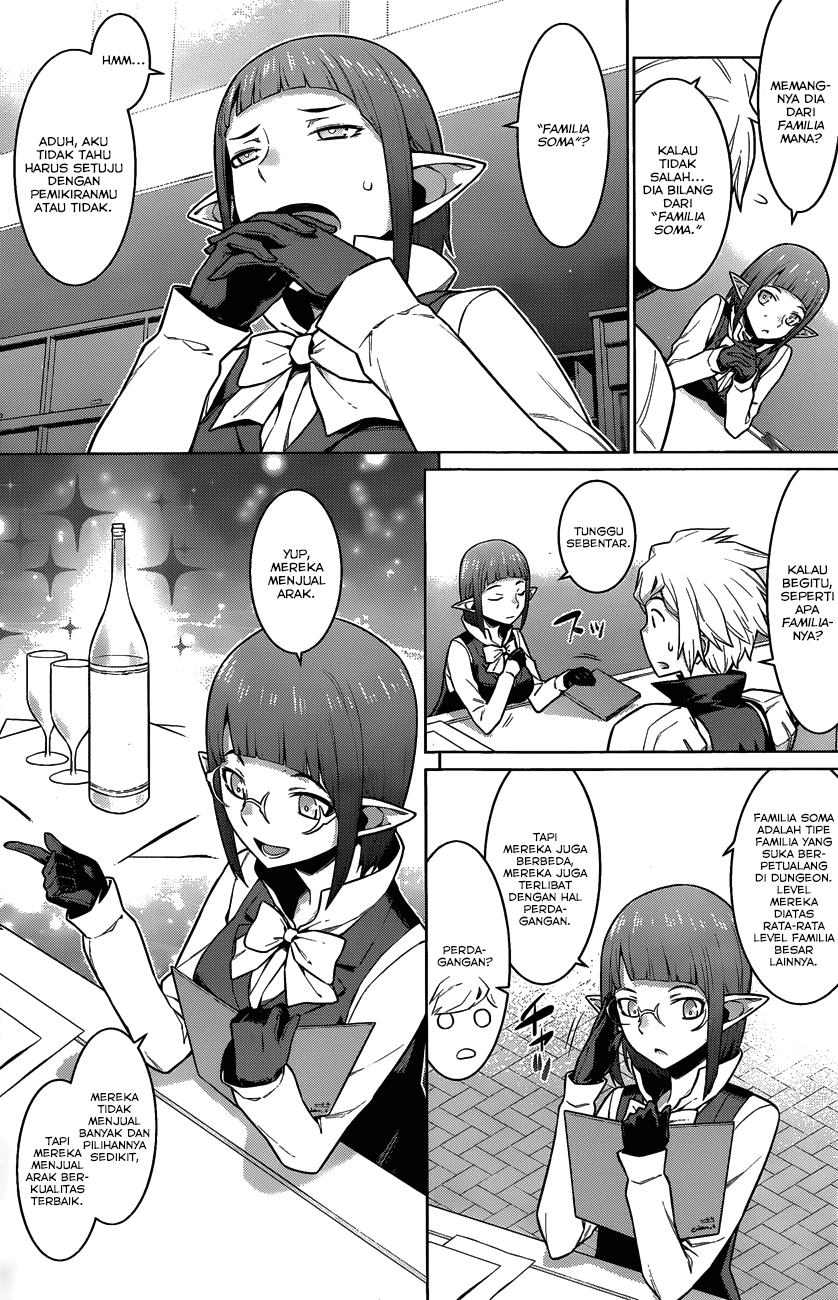 MEMANG-
NYA DIA
DARI
FAMILIA
MANA?
KALAU
TIDAK
SALAH...
DIA BILANG
DARI
“FAMILIA
SOMA.”
“FAMILIA
SOMA”?
HMM...
ADUH, AKU
TIDAK TAHU
HARUS SETUJU
DENGAN
PEMIKIRANMU
ATAU TIDAK.
KALAU
BEGITU,
SEPERTI
APA
FAMILIA-
NYA?
TUNGGU
SEBENTAR.
スッ
FAMILIA SOMA
ADALAH TIPE
FAMILIA YANG
SUKA BER-
PETUALANG
DI DUNGEON.
LEVEL
MEREKA
DIATAS
RATA-RATA
LEVEL FAMILIA
BESAR
LAINNYA.
TAPI
MEREKA JUGA
BERBEDA,
MEREKA JUGA
TERLIBAT
DENGAN HAL
PERDA-
GANGAN.
PERDA-
GANGAN?
YUP,
MEREKA
MENJUAL
ARAK.
MEREKA
TIDAK
MENJUAL
BANYAK DAN
PILIHANNYA
SEDIKIT,
TAPI
MEREKA
MENJUAL
ARAK BER-
KUALITAS
TERBAIK.